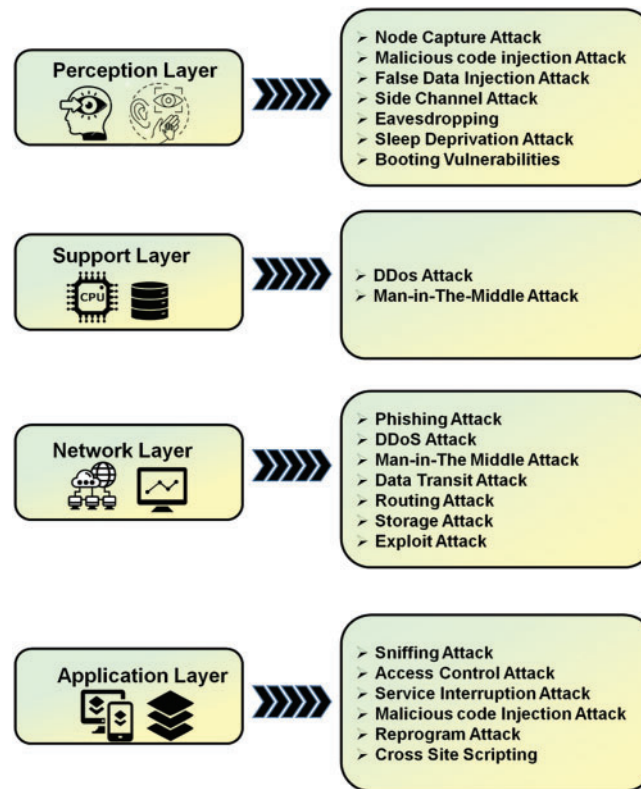 Perception Layer
➢ Node Capture Attack
➢ Malicious code injection Attack
➢ False Data Injection Attack
➢ Side Channel Attack
➢ Eavesdropping
➢ Sleep Deprivation Attack
➢ Booting Vulnerabilities
Support Layer
CPU
➢ DDos Attack
➢ Man-in-The-Middle Attack
Network Layer
➢ Phishing Attack
➢ DDoS Attack
➢ Man-in-The Middle Attack
➢ Data Transit Attack
➢ Routing Attack
➢ Storage Attack
➢ Exploit Attack
Application Layer
➢ Sniffing Attack
➢ Access Control Attack
➢ Service Interruption Attack
➢ Malicious code Injection Attack
➢ Reprogram Attack
➢ Cross Site Scripting